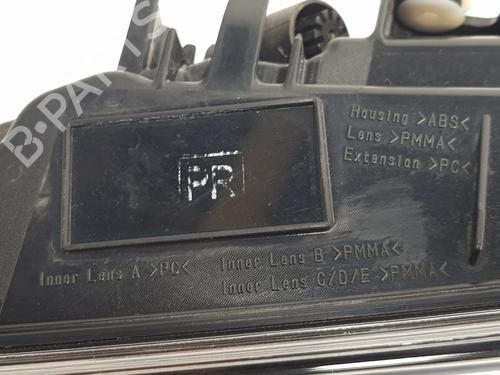 B-PARTS
PR
Housing >ABS<
Lens >PMMA<
Extension >PC<
Inner Lens A >PC<
Inner Lens B >PMMA<
Inner Lens C/D/E >PMMA<